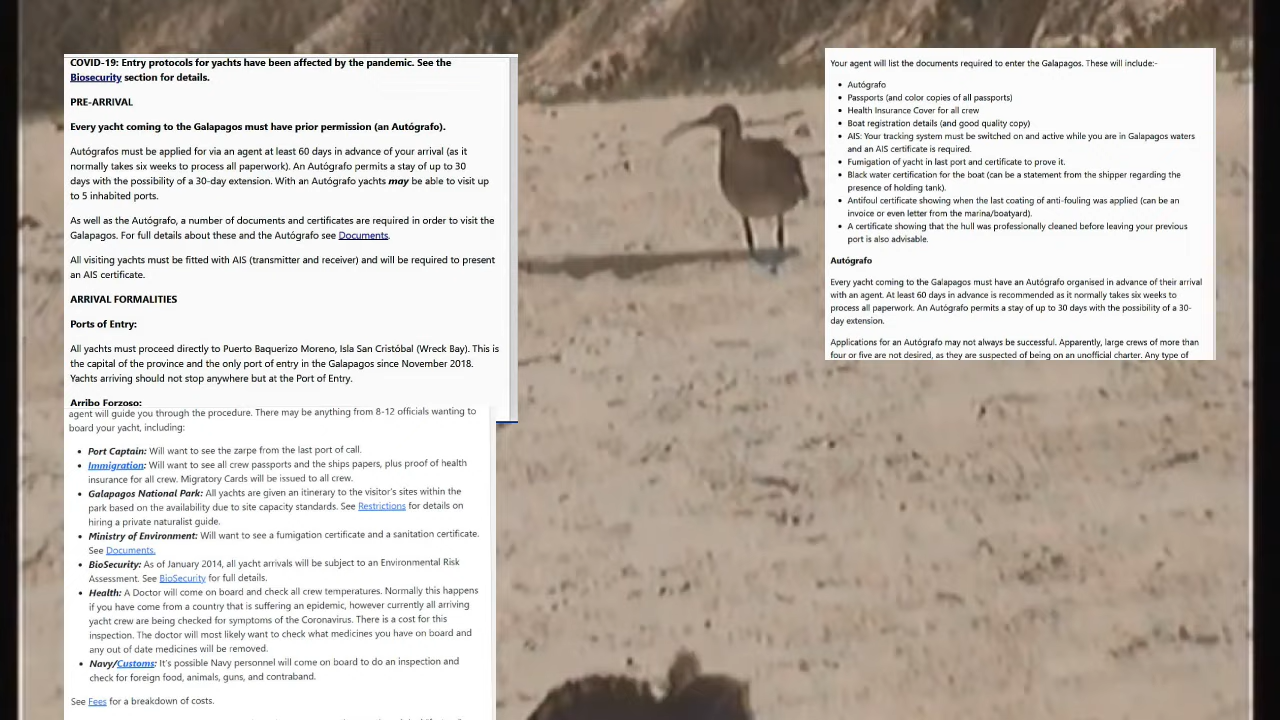 COVID-19: Entry protocols for yachts have been affected by the pandemic. See the
Biosecurity section for details.
PRE-ARRIVAL
Every yacht coming to the Galapagos must have prior permission (an Autógrafo).
Autógrafos must be applied for via an agent at least 60 days in advance of your arrival (as it
normally takes six weeks to process all paperwork). An Autógrafo permits a stay of up to 30
days with the possibility of a 30-day extension. With an Autógrafo yachts may be able to visit up
to 5 inhabited ports.
As well as the Autógrafo, a number of documents and certificates are required in order to visit the
Galapagos. For full details about these and the Autógrafo see Documents.
All visiting yachts must be fitted with AIS (transmitter and receiver) and will be required to present
an AIS certificate.
ARRIVAL FORMALITIES
Ports of Entry:
All yachts must proceed directly to Puerto Baquerizo Moreno, Isla San Cristóbal (Wreck Bay). This is
the capital of the province and the only port of entry in the Galapagos since November 2018.
Yachts arriving should not stop anywhere but at the Port of Entry.
Arribo Forzoso:
agent will guide you through the procedure. There may be anything from 8-12 officials wanting to
board your yacht, including:
• Port Captain: Will want to see the zarpe from the last port of call.
• Immigration: Will want to see all crew passports and the ships papers, plus proof of health
insurance for all crew. Migratory Cards will be issued to all crew.
• Galapagos National Park: All yachts are given an itinerary to the visitor's sites within the
park based on the availability due to site capacity standards. See Restrictions for details on
hiring a private naturalist guide.
• Ministry of Environment: Will want to see a fumigation certificate and a sanitation certificate.
See Documents.
• BioSecurity: As of January 2014, all yacht arrivals will be subject to an Environmental Risk
Assessment. See BioSecurity for full details.
• Health: A Doctor will come on board and check all crew temperatures. Normally this happens
if you have come from a country that is suffering an epidemic, however currently all arriving
yacht crew are being checked for symptoms of the Coronavirus. There is a cost for this
inspection. The doctor will most likely want to check what medicines you have on board and
any out of date medicines will be removed.
• Navy/Customs: It's possible Navy personnel will come on board to do an inspection and
check for foreign food, animals, guns, and contraband.
See Fees for a breakdown of costs.
Your agent will list the documents required to enter the Galapagos. These will include:-
• Autógrafo
• Passports (and color copies of all passports)
• Health Insurance Cover for all crew
• Boat registration details (and good quality copy)
• AIS: Your tracking system must be switched on and active while you are in Galapagos waters
and an AIS certificate is required.
• Fumigation of yacht in last port and certificate to prove it.
• Black water certification for the boat (can be a statement from the shipper regarding the
presence of holding tank).
• Antifoul certificate showing when the last coating of anti-fouling was applied (can be an
invoice or even letter from the marina/boatyard).
• A certificate showing that the hull was professionally cleaned before leaving your previous
port is also advisable.
Autógrafo
Every yacht coming to the Galapagos must have an Autógrafo organised in advance of their arrival
with an agent. At least 60 days in advance is recommended as it normally takes six weeks to
process all paperwork. An Autógrafo permits a stay of up to 30 days with the possibility of a 30-
day extension.
Applications for an Autógrafo may not always be successful. Apparently, large crews of more than
four or five are not desired, as they are suspected of being on an unofficial charter. Any type of